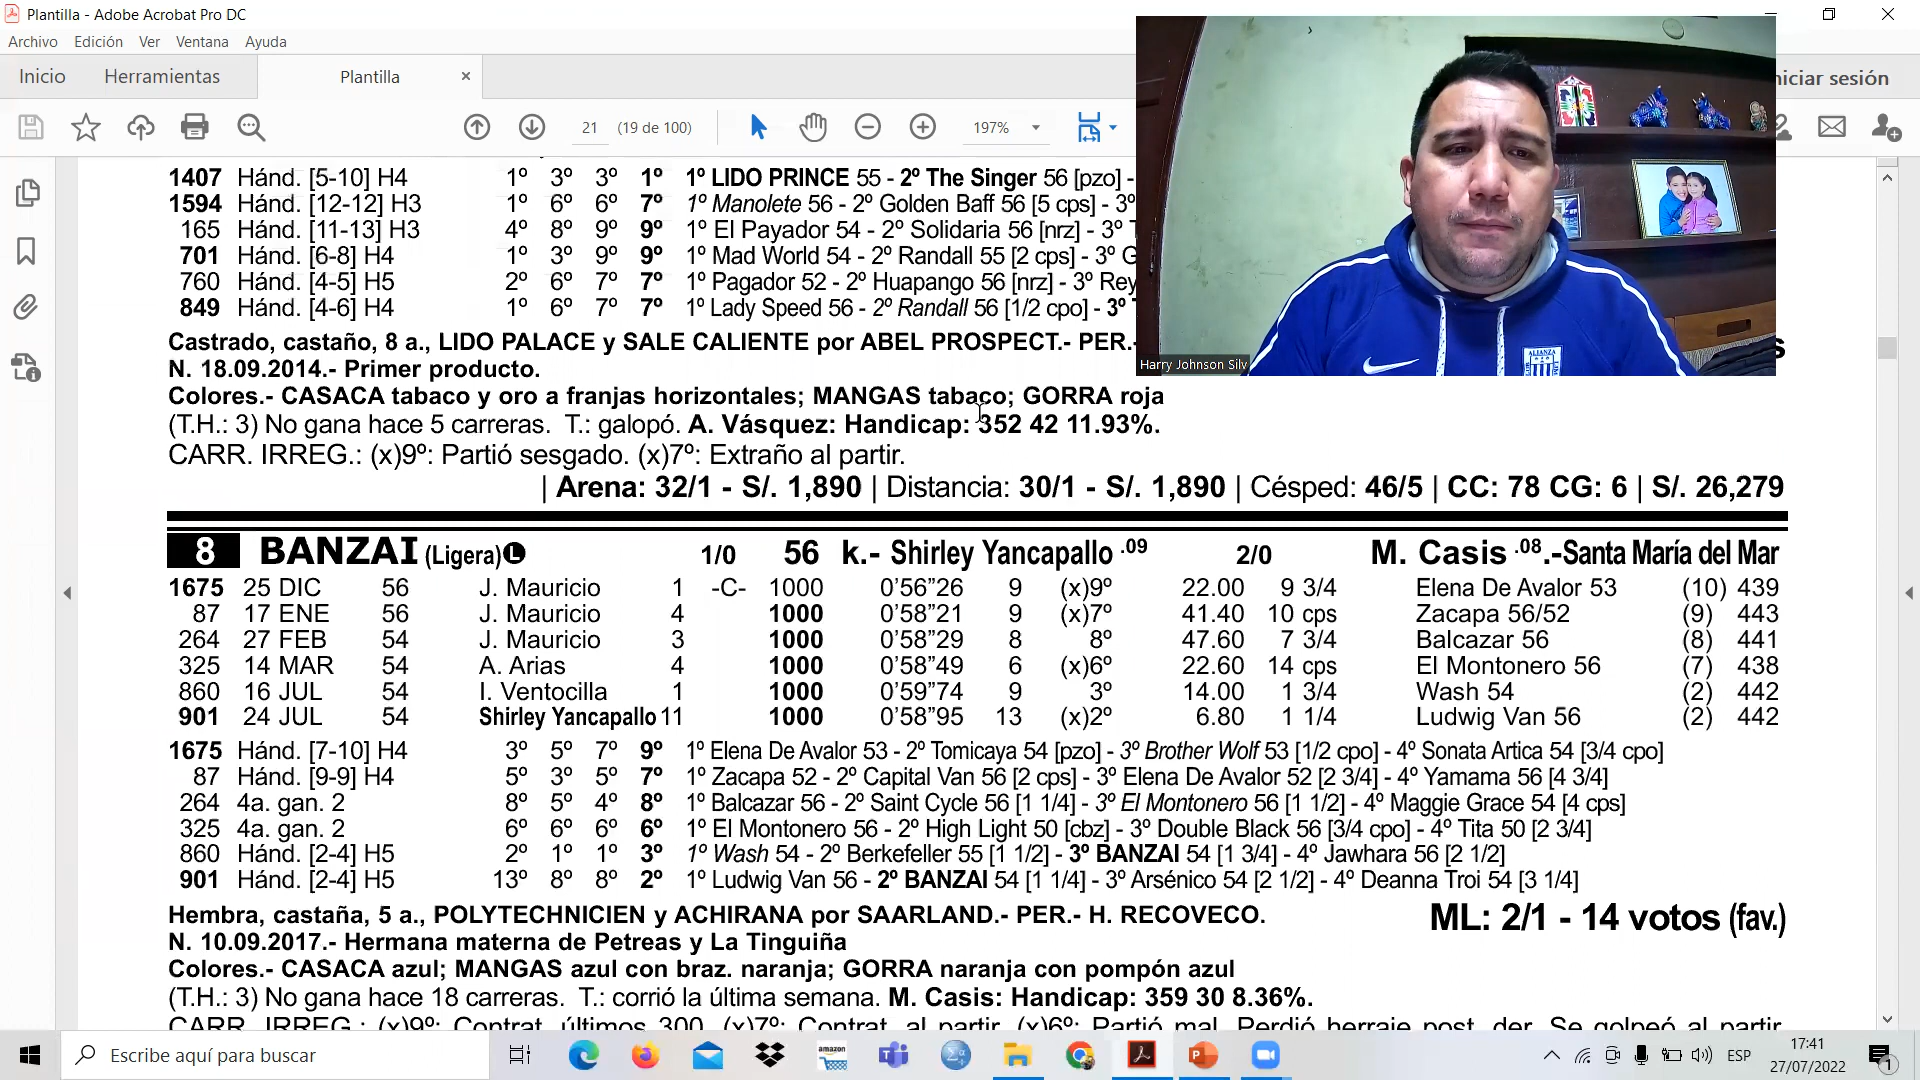 Plantilla - Adobe Acrobat Pro DC
Archivo Edición Ver Ventana Ayuda
Inicio Herramientas Plantilla × niciar sesión
21 (19 de 100) 197%
1407 Hánd. [5-10] H4 1º 3º 3º 1º 1º LIDO PRINCE 55 - 2º The Singer 56 [pzo] -
1594 Hánd. [12-12] H3 1º 6º 6º 7º 1º Manolete 56 - 2º Golden Baff 56 [5 cps] - 3º
165 Hánd. [11-13] H3 4º 8º 9º 9º 1º El Payador 54 - 2º Solidaria 56 [nrz] - 3º T
701 Hánd. [6-8] H4 1º 3º 9º 9º 1º Mad World 54 - 2º Randall 55 [2 cps] - 3º G
760 Hánd. [4-5] H5 2º 6º 7º 7º 1º Pagador 52 - 2º Huapango 56 [nrz] - 3º Rey
849 Hánd. [4-6] H4 1º 6º 7º 7º 1º Lady Speed 56 - 2º Randall 56 [1/2 cpo] - 3º
Castrado, castaño, 8 a., LIDO PALACE y SALE CALIENTE por ABEL PROSPECT.- PER.-
N. 18.09.2014.- Primer producto.
Colores.- CASACA tabaco y oro a franjas horizontales; MANGAS tabaco; GORRA roja
(T.H.: 3) No gana hace 5 carreras. T.: galopó. A. Vásquez: Handicap: 352 42 11.93%.
CARR. IRREG.: (x)9º: Partió sesgado. (x)7º: Extraño al partir.
| Arena: 32/1 - S/. 1,890 | Distancia: 30/1 - S/. 1,890 | Césped: 46/5 | CC: 78 CG: 6 | S/. 26,279
8 BANZAI (Ligera) L 1/0 56 k.- Shirley Yancapallo .09 2/0 M. Casis .08.-Santa María del Mar
1675 25 DIC 56 J. Mauricio 1 -C- 1000 0'56"26 9 (x)9º 22.00 9 3/4 Elena De Avalor 53 (10) 439
87 17 ENE 56 J. Mauricio 4 1000 0'58"21 9 (x)7º 41.40 10 cps Zacapa 56/52 (9) 443
264 27 FEB 54 J. Mauricio 3 1000 0'58"29 8 8º 47.60 7 3/4 Balcazar 56 (8) 441
325 14 MAR 54 A. Arias 4 1000 0'58"49 6 (x)6º 22.60 14 cps El Montonero 56 (7) 438
860 16 JUL 54 I. Ventocilla 1 1000 0'59"74 9 3º 14.00 1 3/4 Wash 54 (2) 442
901 24 JUL 54 Shirley Yancapallo 11 1000 0'58"95 13 (x)2º 6.80 1 1/4 Ludwig Van 56 (2) 442
1675 Hánd. [7-10] H4 3º 5º 7º 9º 1º Elena De Avalor 53 - 2º Tomicaya 54 [pzo] - 3º Brother Wolf 53 [1/2 cpo] - 4º Sonata Artica 54 [3/4 cpo]
87 Hánd. [9-9] H4 5º 3º 5º 7º 1º Zacapa 52 - 2º Capital Van 56 [2 cps] - 3º Elena De Avalor 52 [2 3/4] - 4º Yamama 56 [4 3/4]
264 4a. gan. 2 8º 5º 4º 8º 1º Balcazar 56 - 2º Saint Cycle 56 [1 1/4] - 3º El Montonero 56 [1 1/2] - 4º Maggie Grace 54 [4 cps]
325 4a. gan. 2 6º 6º 6º 6º 1º El Montonero 56 - 2º High Light 50 [cbz] - 3º Double Black 56 [3/4 cpo] - 4º Tita 50 [2 3/4]
860 Hánd. [2-4] H5 2º 1º 1º 3º 1º Wash 54 - 2º Berkefeller 55 [1 1/2] - 3º BANZAI 54 [1 3/4] - 4º Jawhara 56 [2 1/2]
901 Hánd. [2-4] H5 13º 8º 8º 2º 1º Ludwig Van 56 - 2º BANZAI 54 [1 1/4] - 3º Arsénico 54 [2 1/2] - 4º Deanna Troi 54 [3 1/4]
Hembra, castaña, 5 a., POLYTECHNICIEN y ACHIRANA por SAARLAND.- PER.- H. RECOVECO. ML: 2/1 - 14 votos (fav.)
N. 10.09.2017.- Hermana materna de Petreas y La Tinguiña
Colores.- CASACA azul; MANGAS azul con braz. naranja; GORRA naranja con pompón azul
(T.H.: 3) No gana hace 18 carreras. T.: corrió la última semana. M. Casis: Handicap: 359 30 8.36%.
CARR. IRREG.: (x)9º: Contrat. últimos 300. (x)7º: Contrat. al partir. (x)6º: Partió mal. Perdió herraje post. der. Se golpeó al partir.
Harry Johnson Silv
ALIANZA
Escribe aquí para buscar
amazon
ESP
17:41
27/07/2022
1